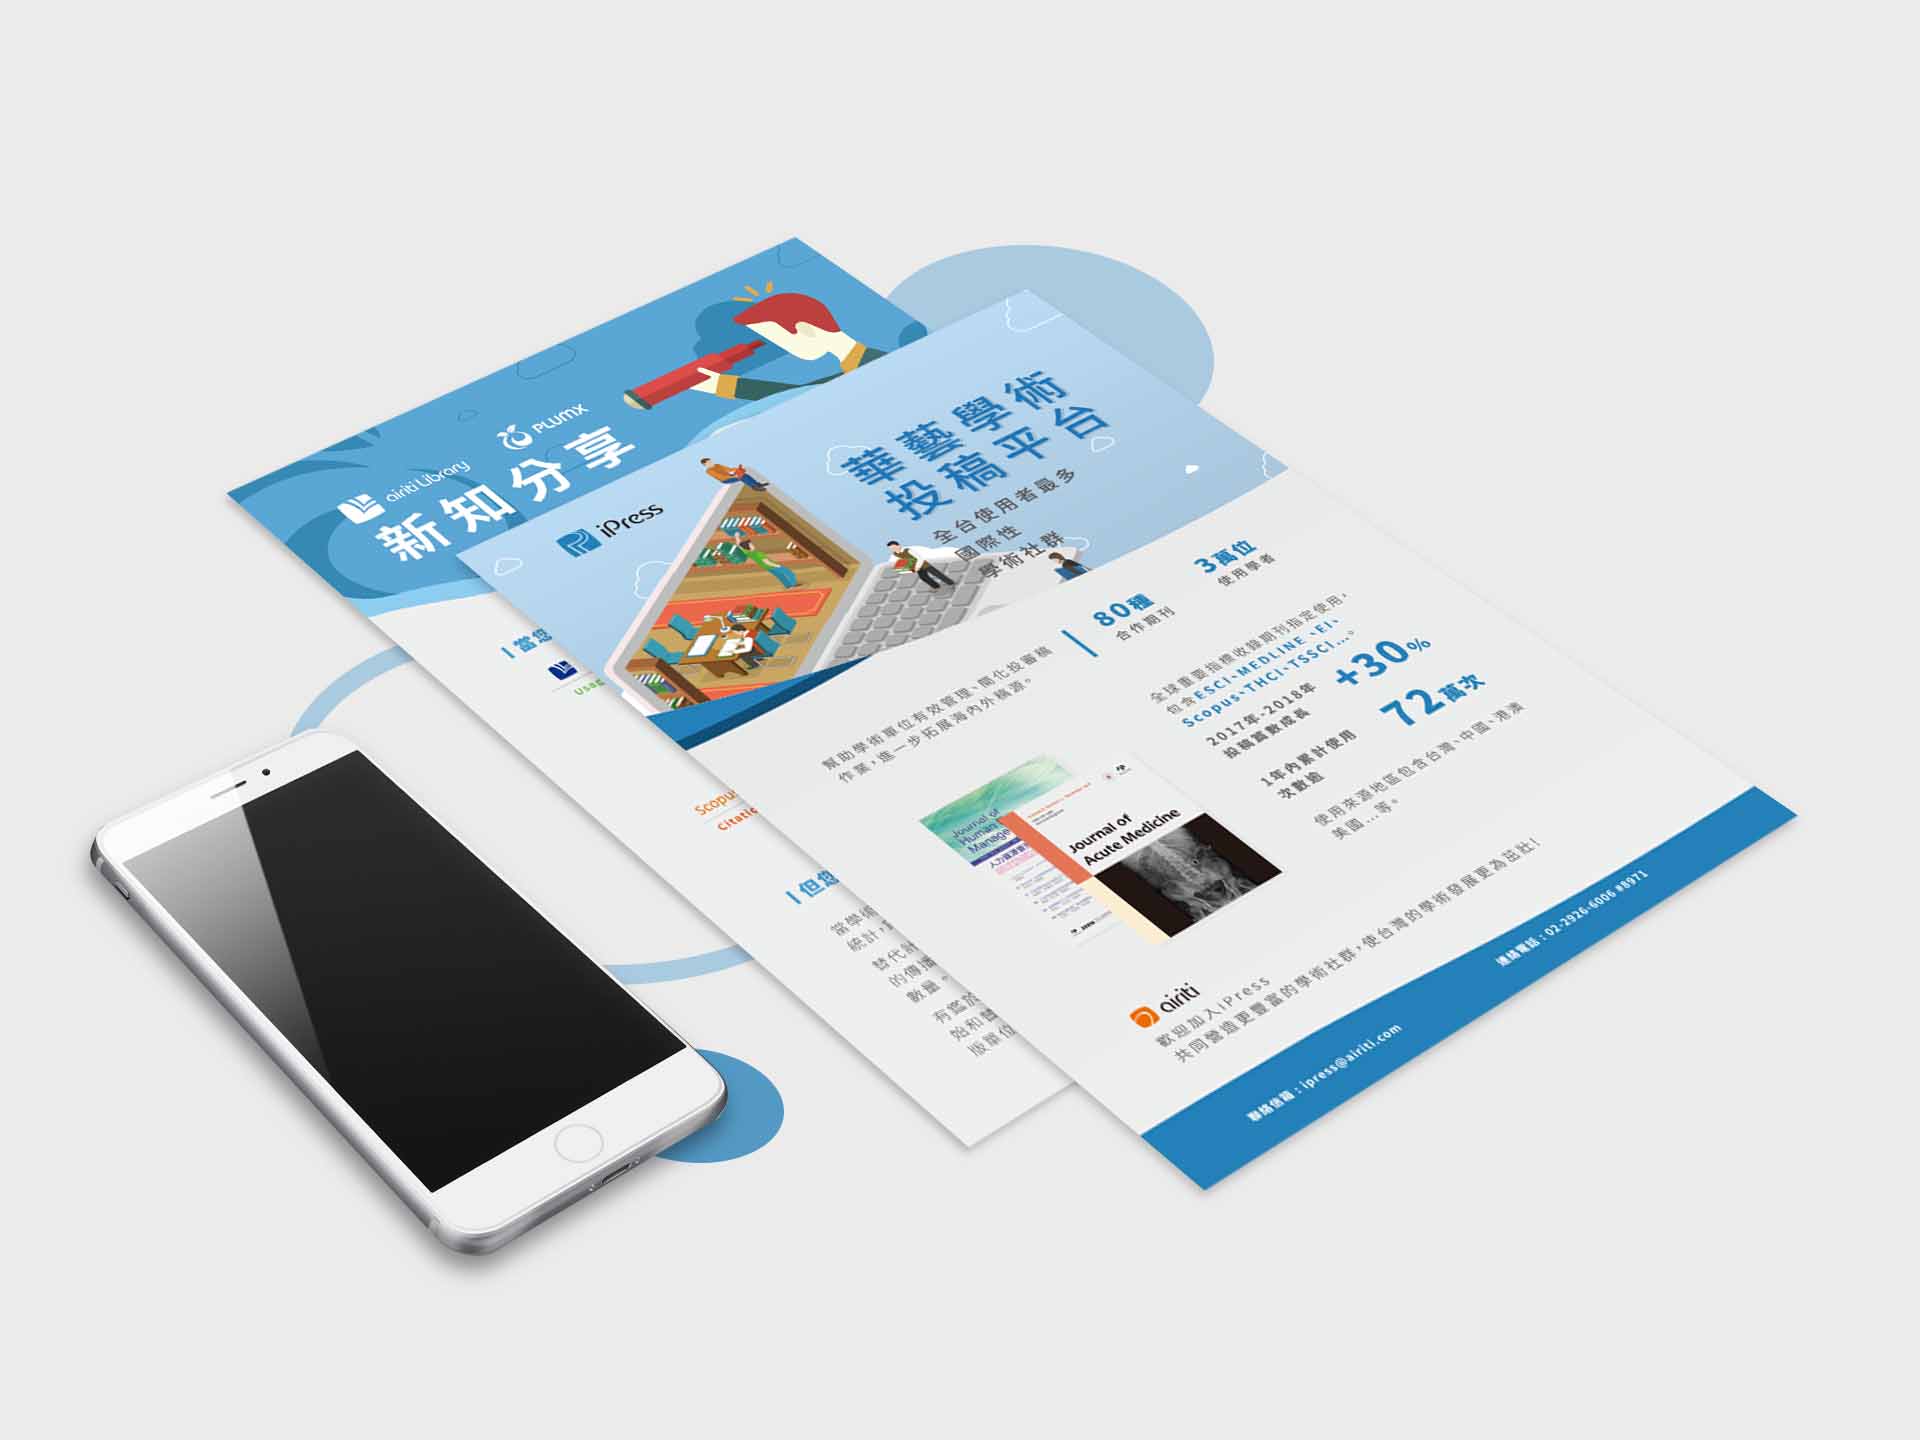 airiti Library
PLUMX
新知分享
當您
Scopus
但您
當學術
統計,
替代
的傳播
數量。
有鑑於
版單位
iPress
華藝學術
投稿平台
全台使用者最多
國際性
學術社群
幫助學術單位有效管理、簡化投審稿
作業,進一步拓展海內外稿源。
80種
合作期刊
3萬位
使用學者
全球重要指標收錄期刊指定使用,
包含ESCI、MEDLINE、EI、
Scopus、THCI、TSSCI...。
2017年-2018年
投稿篇數成長
+30%
1年內累計使用
次數逾
72萬次
使用來源地區包含台灣、中國、港澳
美國...等。
Journal of
Human
Manage
人力資源管
Journal of
Acute Medicine
airiti
歡迎加入iPress
共同營造更豐富的學術社群,使台灣的學術發展更為茁壯!
聯絡信箱:ipress@airiti.com
連絡電話:02-2926-6006 #8971